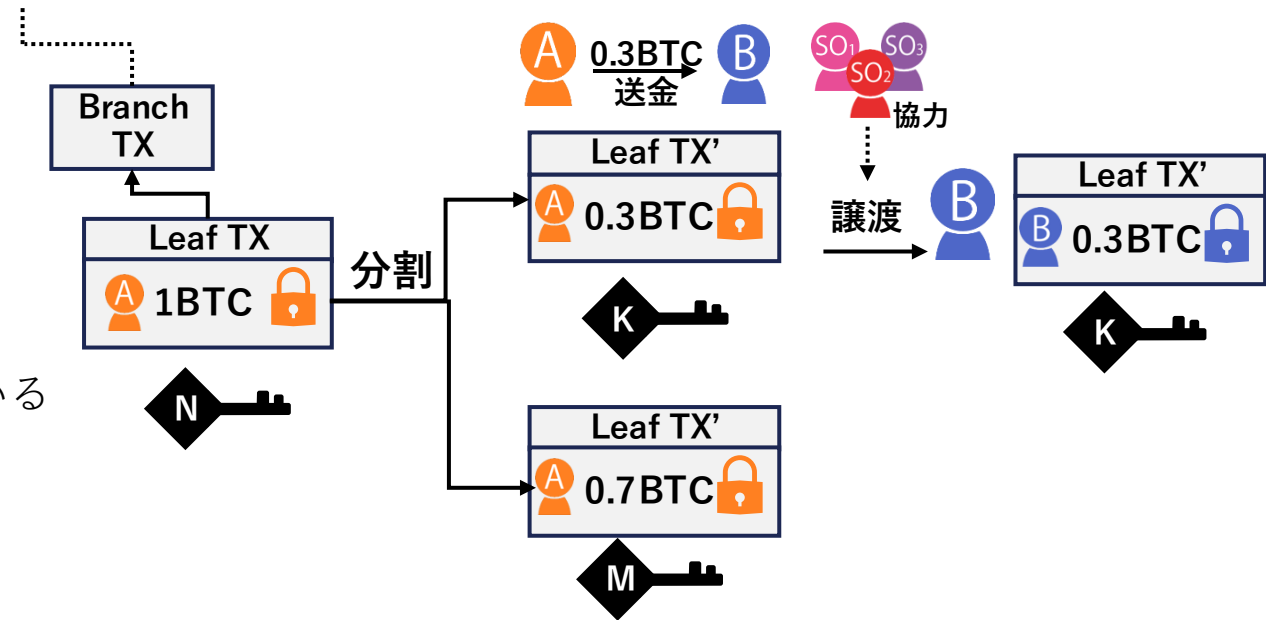 Branch
TX
Leaf TX
A 1BTC
N
いる
分割
A 0.3BTC B
送金
SO₁ SO₂ SO₃
協力
Leaf TX’
A 0.3BTC
K
譲渡
B
Leaf TX’
B 0.3BTC
K
Leaf TX’
A 0.7BTC
M